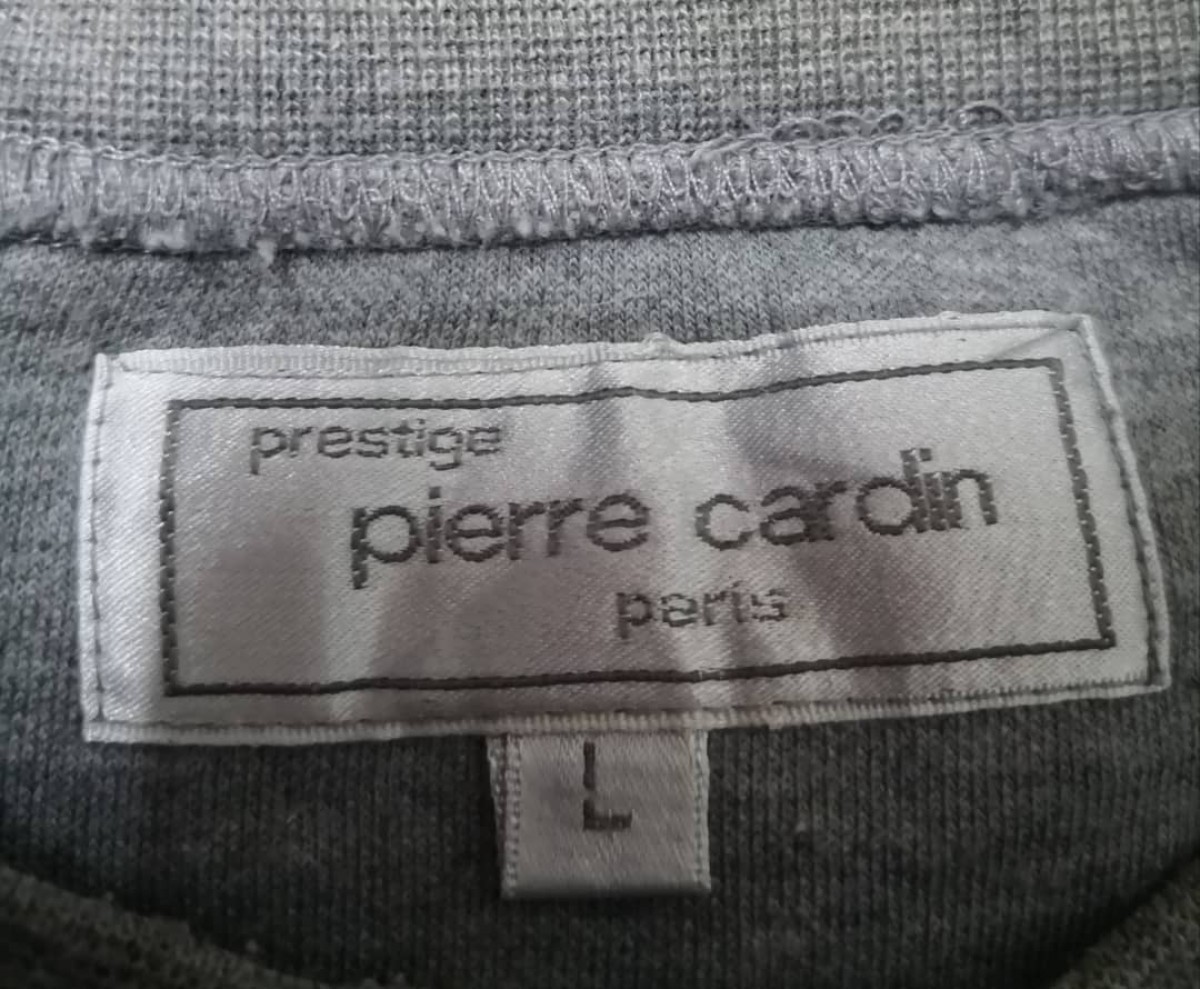 prestige
pierre cardin
paris
L